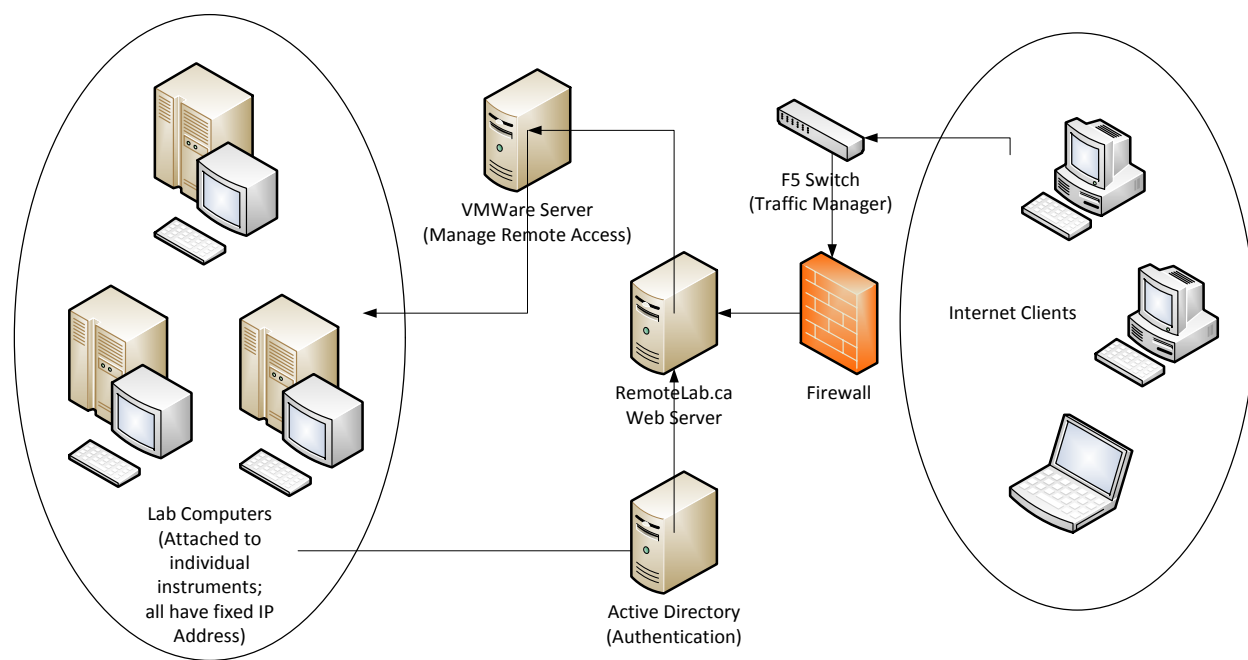 VMWare Server
(Manage Remote Access)
F5 Switch
(Traffic Manager)
Internet Clients
RemoteLab.ca
Web Server
Firewall
Lab Computers
(Attached to
individual
instruments;
all have fixed IP
Address)
Active Directory
(Authentication)